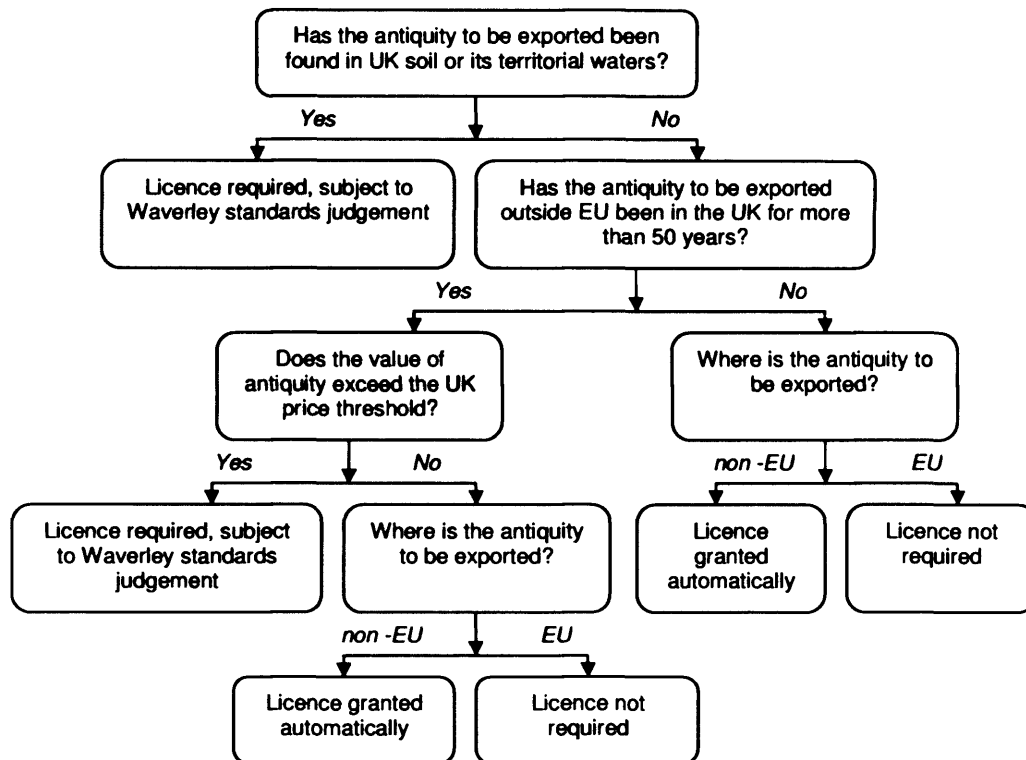 Has the antiquity to be exported been
found in UK soil or its territorial waters?
Yes
No
Licence required, subject to
Waverley standards judgement
Has the antiquity to be exported
outside EU been in the UK for more
than 50 years?
Yes
No
Does the value of
antiquity exceed the UK
price threshold?
Where is the antiquity to
be exported?
Yes
No
non -EU
EU
Licence required, subject
to Waverley standards
judgement
Where is the antiquity
to be exported?
Licence
granted
automatically
Licence not
required
non -EU
EU
Licence granted
automatically
Licence not
required